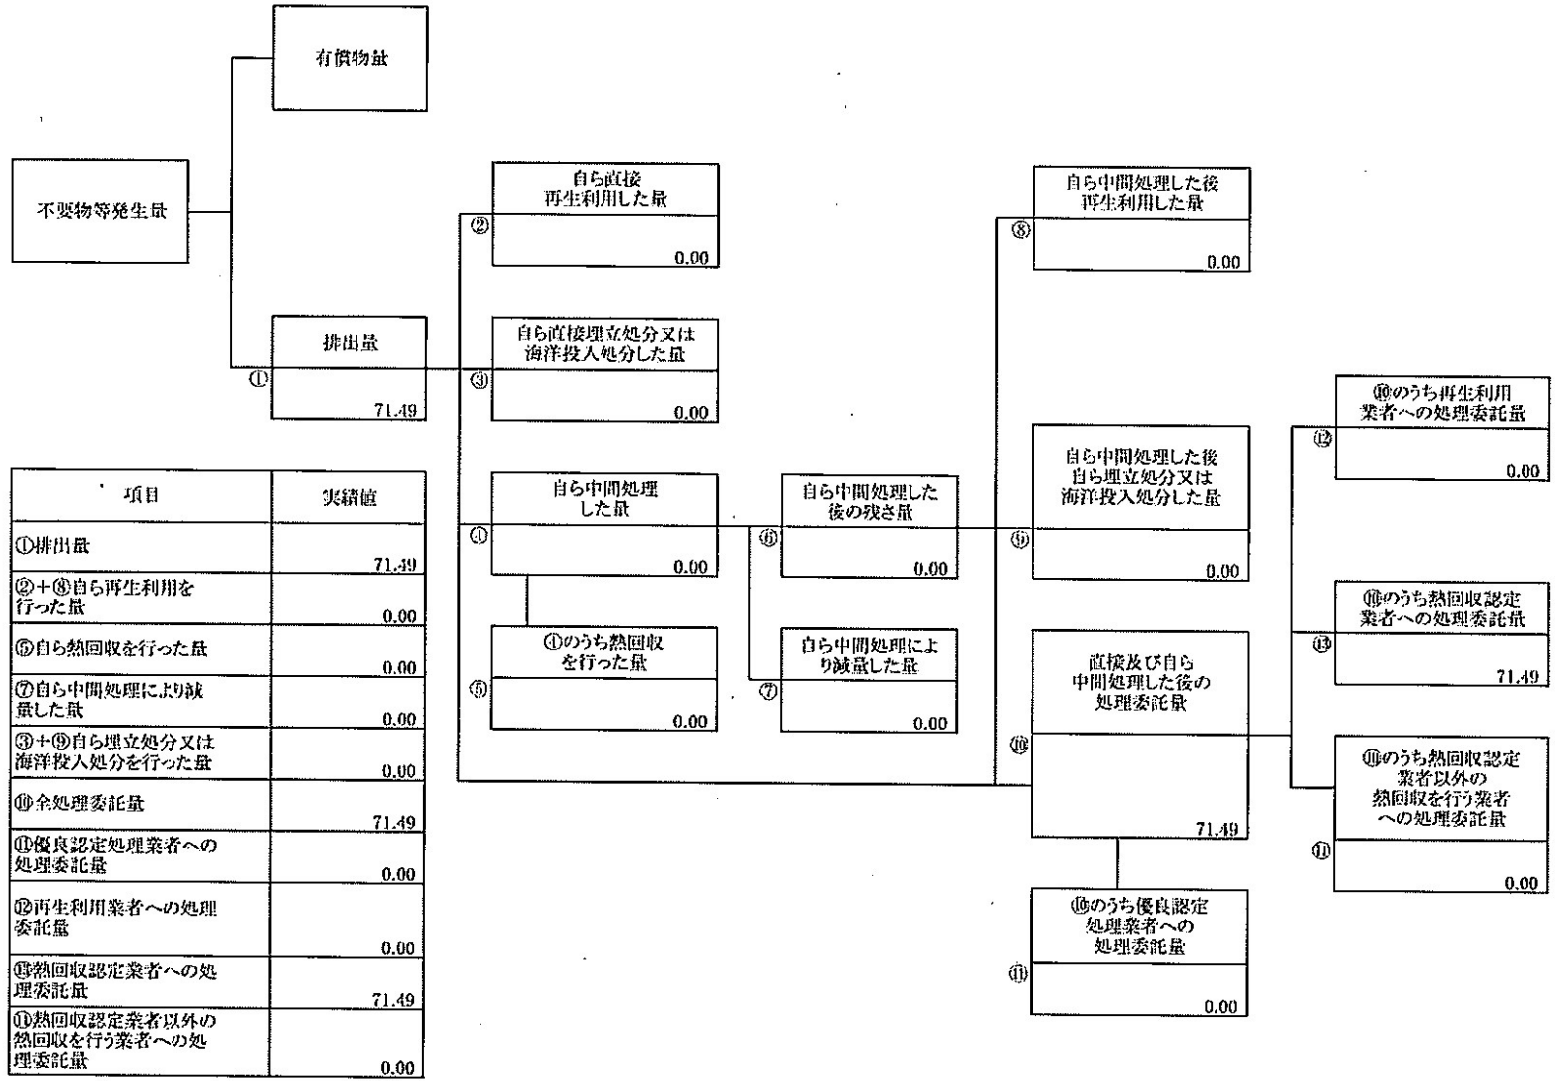 有償物量
不要物等発生量
排出量
①
71.49
自ら直接
再生利用した量
②
0.00
自ら直接埋立処分又は
海洋投入処分した量
③
0.00
自ら中間処理
した量
④
0.00
④のうち熱回収
を行った量
⑤
0.00
自ら中間処理した
後の残さ量
⑥
0.00
自ら中間処理によ
り減量した量
⑦
0.00
自ら中間処理した後
再生利用した量
⑧
0.00
自ら中間処理した後
自ら埋立処分又は
海洋投入処分した量
⑨
0.00
直接及び自ら
中間処理した後の
処理委託量
⑩
71.49
⑩のうち優良認定
処理業者への
処理委託量
⑪
0.00
⑩のうち再生利用
業者への処理委託量
⑫
0.00
⑩のうち熱回収認定
業者への処理委託量
⑬
71.49
⑩のうち熱回収認定
業者以外の
熱回収を行う業者
への処理委託量
⑭
0.00
項目
実績値
①排出量
71.49
②+⑧自ら再生利用を
行った量
0.00
⑤自ら熱回収を行った量
0.00
⑦自ら中間処理により減
量した量
0.00
③+⑨自ら埋立処分又は
海洋投入処分を行った量
0.00
⑩全処理委託量
71.49
⑪優良認定処理業者への
処理委託量
0.00
⑫再生利用業者への処理
委託量
0.00
⑬熱回収認定業者への処
理委託量
71.49
⑭熱回収認定業者以外の
熱回収を行う業者への処
理委託量
0.00